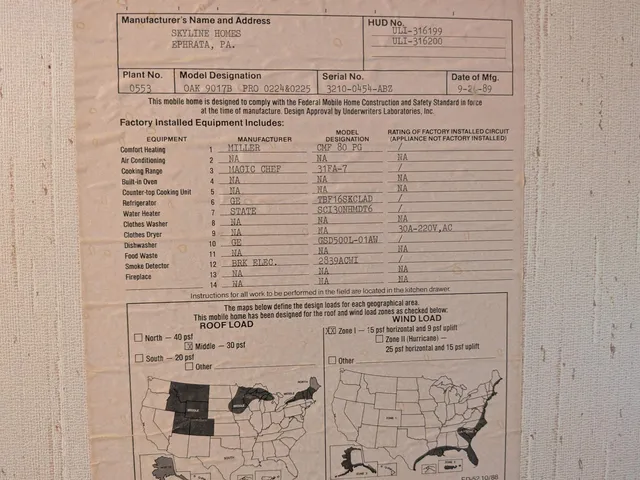 Manufacturer's Name and Address
SKYLINE HOMES
EPHRATA, PA.
HUD No.
ULI-316199
ULI-316200
Plant No. Model Designation Serial No. Date of Mfg.
0553 OAK 9017B PRO 0224&0225 3210-0454-ABZ
This mobile home is designed to comply with the Federal Mobile Home Construction and Safety Standard in force
at the time of manufacture. Design Approval by Underwriters Laboratories, Inc.
Factory Installed Equipment Includes:
EQUIPMENT MANUFACTURER MODEL DESIGNATION RATING OF FACTORY INSTALLED CIRCUIT (APPLIANCE NOT FACTORY INSTALLED)
Comfort Heating 1 MILLER CMF 80 PG /
Air Conditioning 2 NA NA NA
Cooking Range 3 MAGIC CHEF 31FA-7 /
Built-in Oven 4 NA NA NA
Counter-top Cooking Unit 5 NA NA NA
Refrigerator 6 GE TBF16SKCLAD /
Water Heater 7 STATE SCI30NHMDT6 /
Clothes Washer 8 NA NA NA
Clothes Dryer 9 NA NA 30A-220V,AC
Dishwasher 10 GE GSD500L-01AW /
Food Waste 11 NA NA NA
Smoke Detector 12 BRK ELEC. 2839ACWI /
Fireplace 13 NA NA NA
14 NA NA NA
Instructions for all work to be performed in the field are located in the kitchen drawer.
The maps below define the design loads for each geographical area.
This mobile home has been designed for the roof and wind load zones as checked below:
ROOF LOAD WIND LOAD
North — 40 psf
X Middle — 30 psf
South — 20 psf
Other
XX Zone I — 15 psf horizontal and 9 psf uplift
Zone II (Hurricane) —
25 psf horizontal and 15 psf uplift
Other
NORTH
MIDDLE
MIDDLE
SOUTH
ZONE I